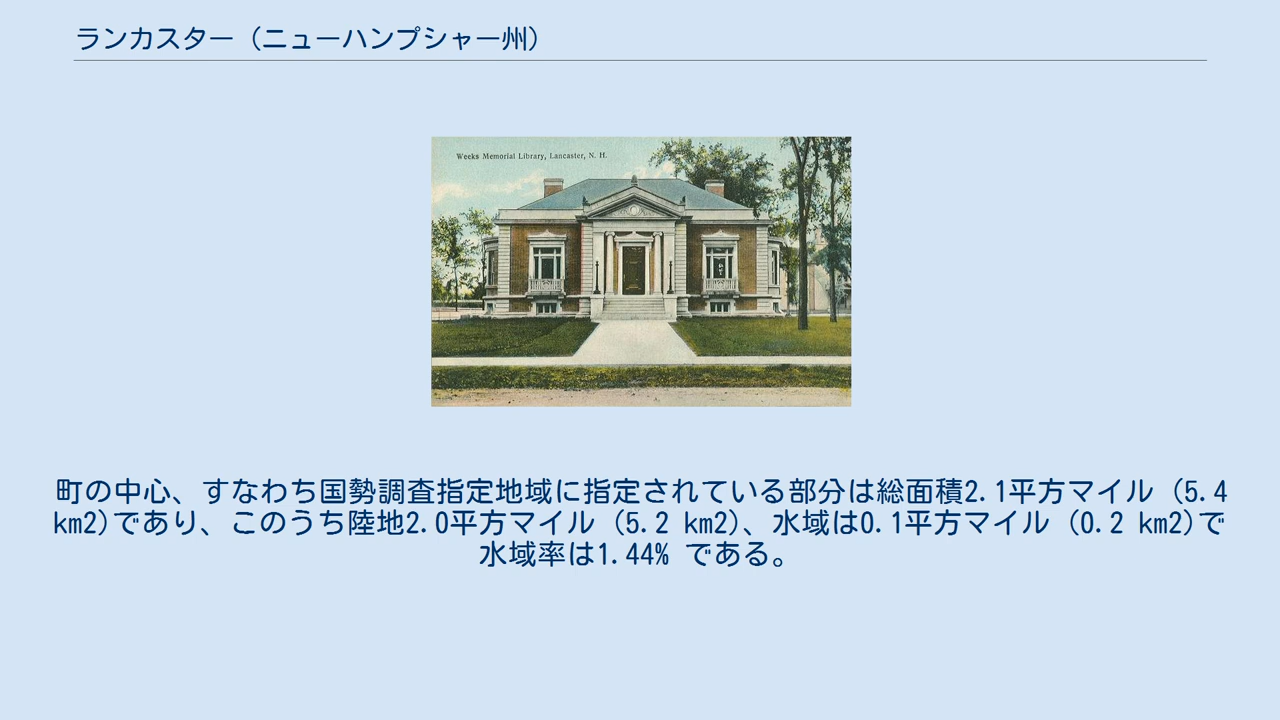 ランカスター（ニューハンプシャー州）
Weeks Memorial Library, Lancaster, N. H.
町の中心、すなわち国勢調査指定地域に指定されている部分は総面積2.1平方マイル (5.4
km2)であり、このうち陸地2.0平方マイル (5.2 km2)、水域は0.1平方マイル (0.2 km2)で
水域率は1.44% である。